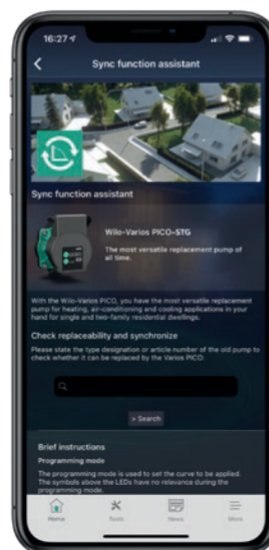 16:27
Sync function assistant
Sync function assistant
Wilo-Varios PICO-STG
The most versatile replacement pump of
all time.
With the Wilo-Varios PICO, you have the most versatile replacement
pump for heating, air-conditioning and cooling applications in your
hand for single and two-family residential dwellings.
Check replaceability and synchronize
Please state the type designation or article number of the old pump to
check whether it can be replaced by the Varios PICO.
> Search
Brief instructions
Programming mode
The programming mode is used to set the curve to be applied.
The symbols above the LEDs have no relevance during the
programming mode.
Home Tools News More